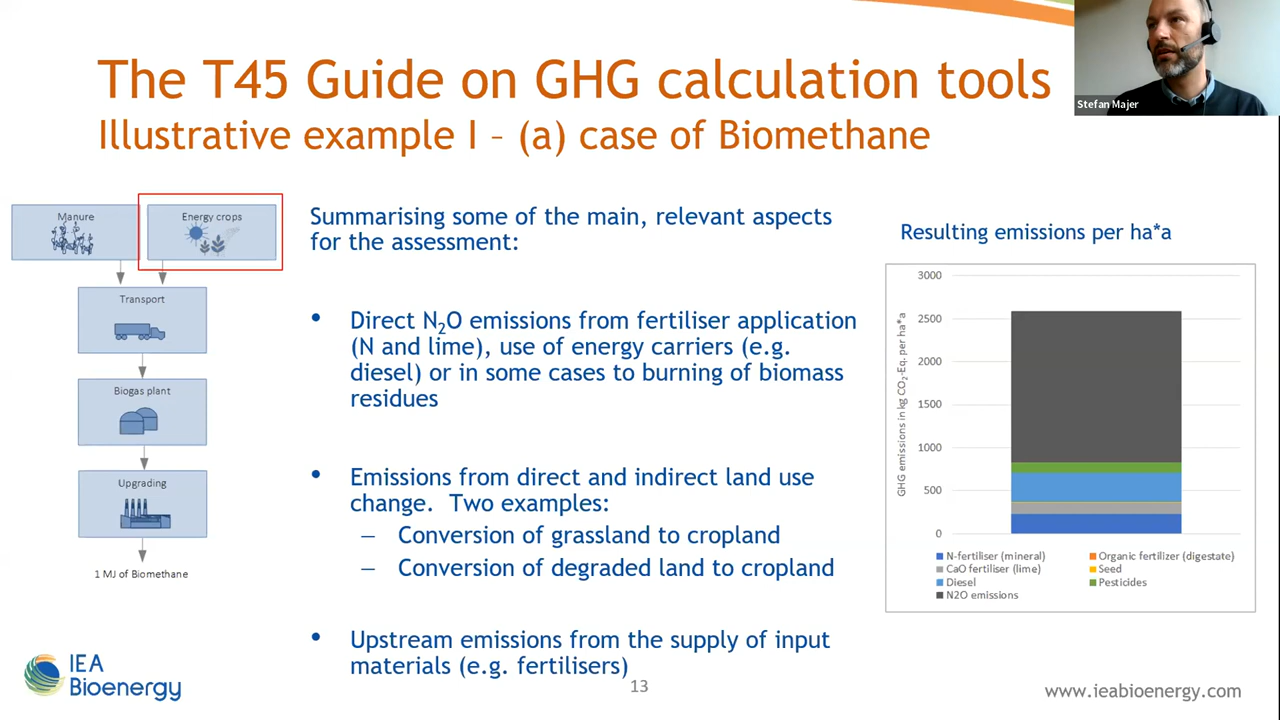 The T45 Guide on GHG calculation tools
Illustrative example I – (a) case of Biomethane
Stefan Majer
Manure
Energy crops
Transport
Biogas plant
Upgrading
1 MJ of Biomethane
Summarising some of the main, relevant aspects
for the assessment:
• Direct N₂O emissions from fertiliser application
(N and lime), use of energy carriers (e.g.
diesel) or in some cases to burning of biomass
residues
• Emissions from direct and indirect land use
change. Two examples:
– Conversion of grassland to cropland
– Conversion of degraded land to cropland
• Upstream emissions from the supply of input
materials (e.g. fertilisers)
Resulting emissions per ha*a
GHG emissions in kg CO₂-Eq. per ha*a
3000
2500
2000
1500
1000
500
0
N-fertiliser (mineral)
Organic fertilizer (digestate)
CaO fertiliser (lime)
Seed
Diesel
Pesticides
N2O emissions
IEA
Bioenergy
13
www.ieabioenergy.com